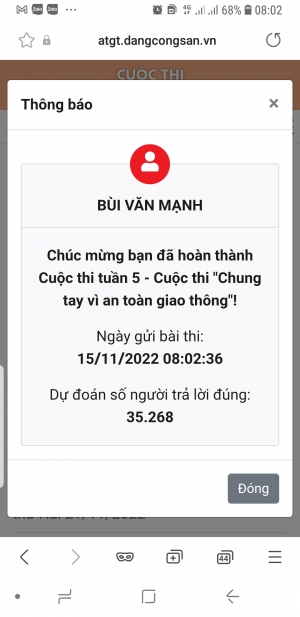 68% 08:02
atgt.dangcongsan.vn
CUỘC THI
Thông báo ×
BÙI VĂN MẠNH
Chúc mừng bạn đã hoàn thành
Cuộc thi tuần 5 - Cuộc thi "Chung
tay vì an toàn giao thông"!
Ngày gửi bài thi:
15/11/2022 08:02:36
Dự đoán số người trả lời đúng:
35.268
Đóng
44